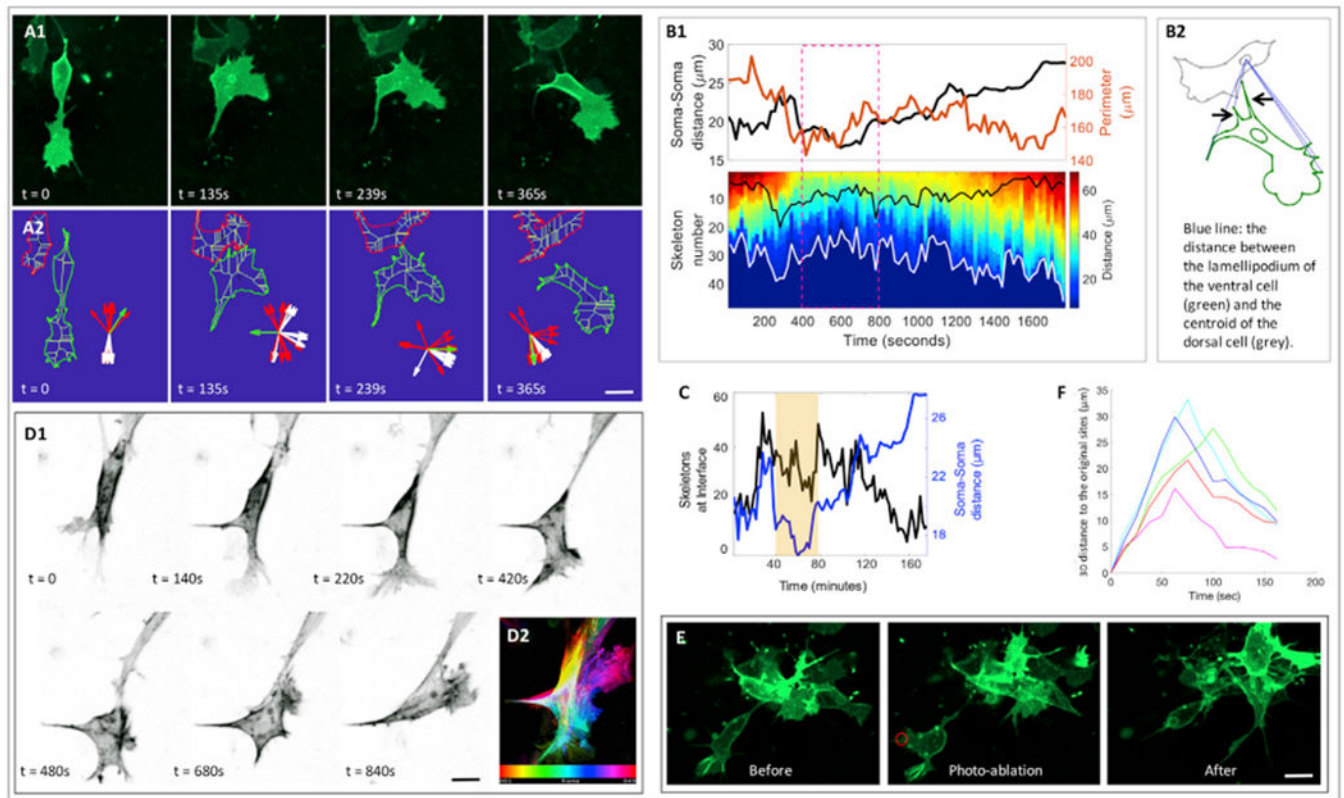 A1
t = 0
t = 135s
t = 239s
t = 365s
A2
t = 0
t = 135s
t = 239s
t = 365s
B1
Soma-Soma
distance (μm)
30
25
20
15
Perimeter
(μm)
200
180
160
140
Skeleton
number
10
20
30
40
Distance (μm)
60
40
20
200 400 600 800 1000 1200 1400 1600
Time (seconds)
B2
Blue line: the
distance between
the lamellipodium of
the ventral cell
(green) and the
centroid of the
dorsal cell (grey).
C
Skeletons
at Interface
60
40
20
0
Soma-Soma
distance (μm)
26
22
18
40 80 120 160
Time (minutes)
D1
t = 0
t = 140s
t = 220s
t = 420s
t = 480s
t = 680s
t = 840s
D2
E
Before
Photo-ablation
After
F
3D distance to the original sites (μm)
35
30
25
20
15
10
5
0
0 50 100 150 200
Time (sec)